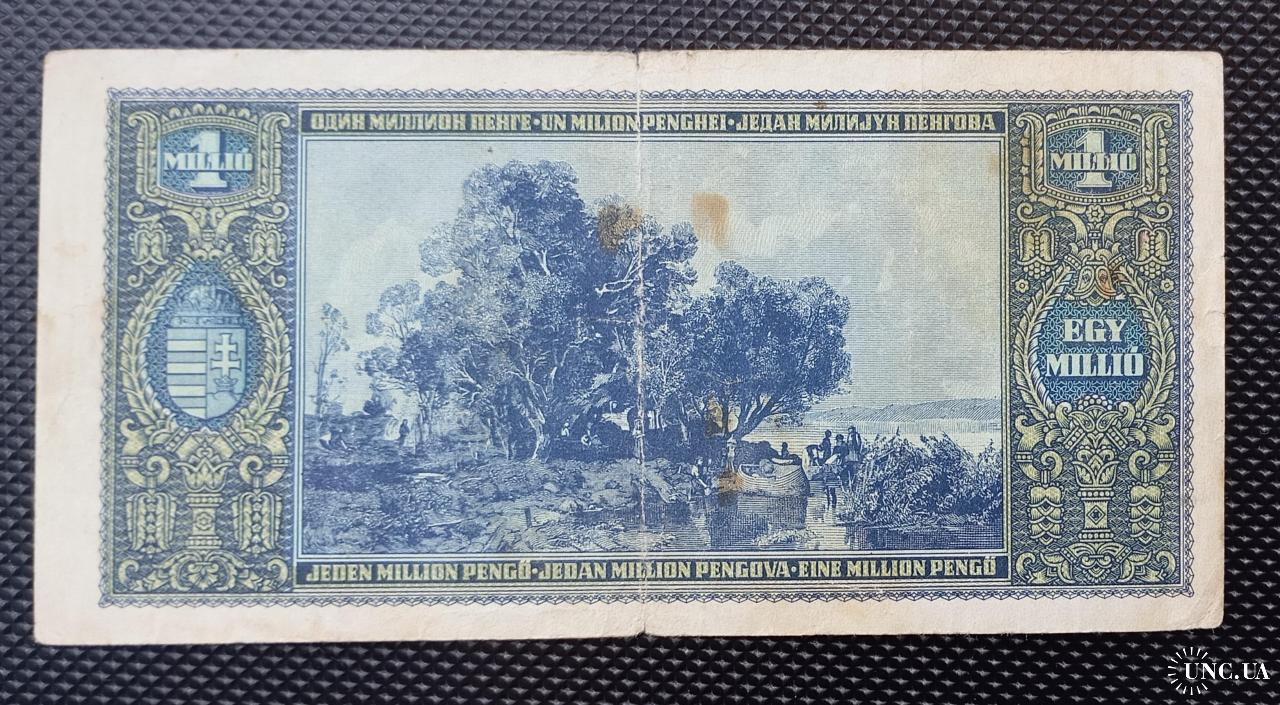 ОДИН МИЛЛИОН ПЕНГЕ · UN MILION PENGHEI · ЈЕДАН МИЛИЈУН ПЕНГОВА
1
MILLIÓ
1
MILLIÓ
EGY
MILLIÓ
JEDEN MILLION PENGŐ · JEDAN MILLION PENGOVA · EINE MILLION PENGŐ
UNC.UA